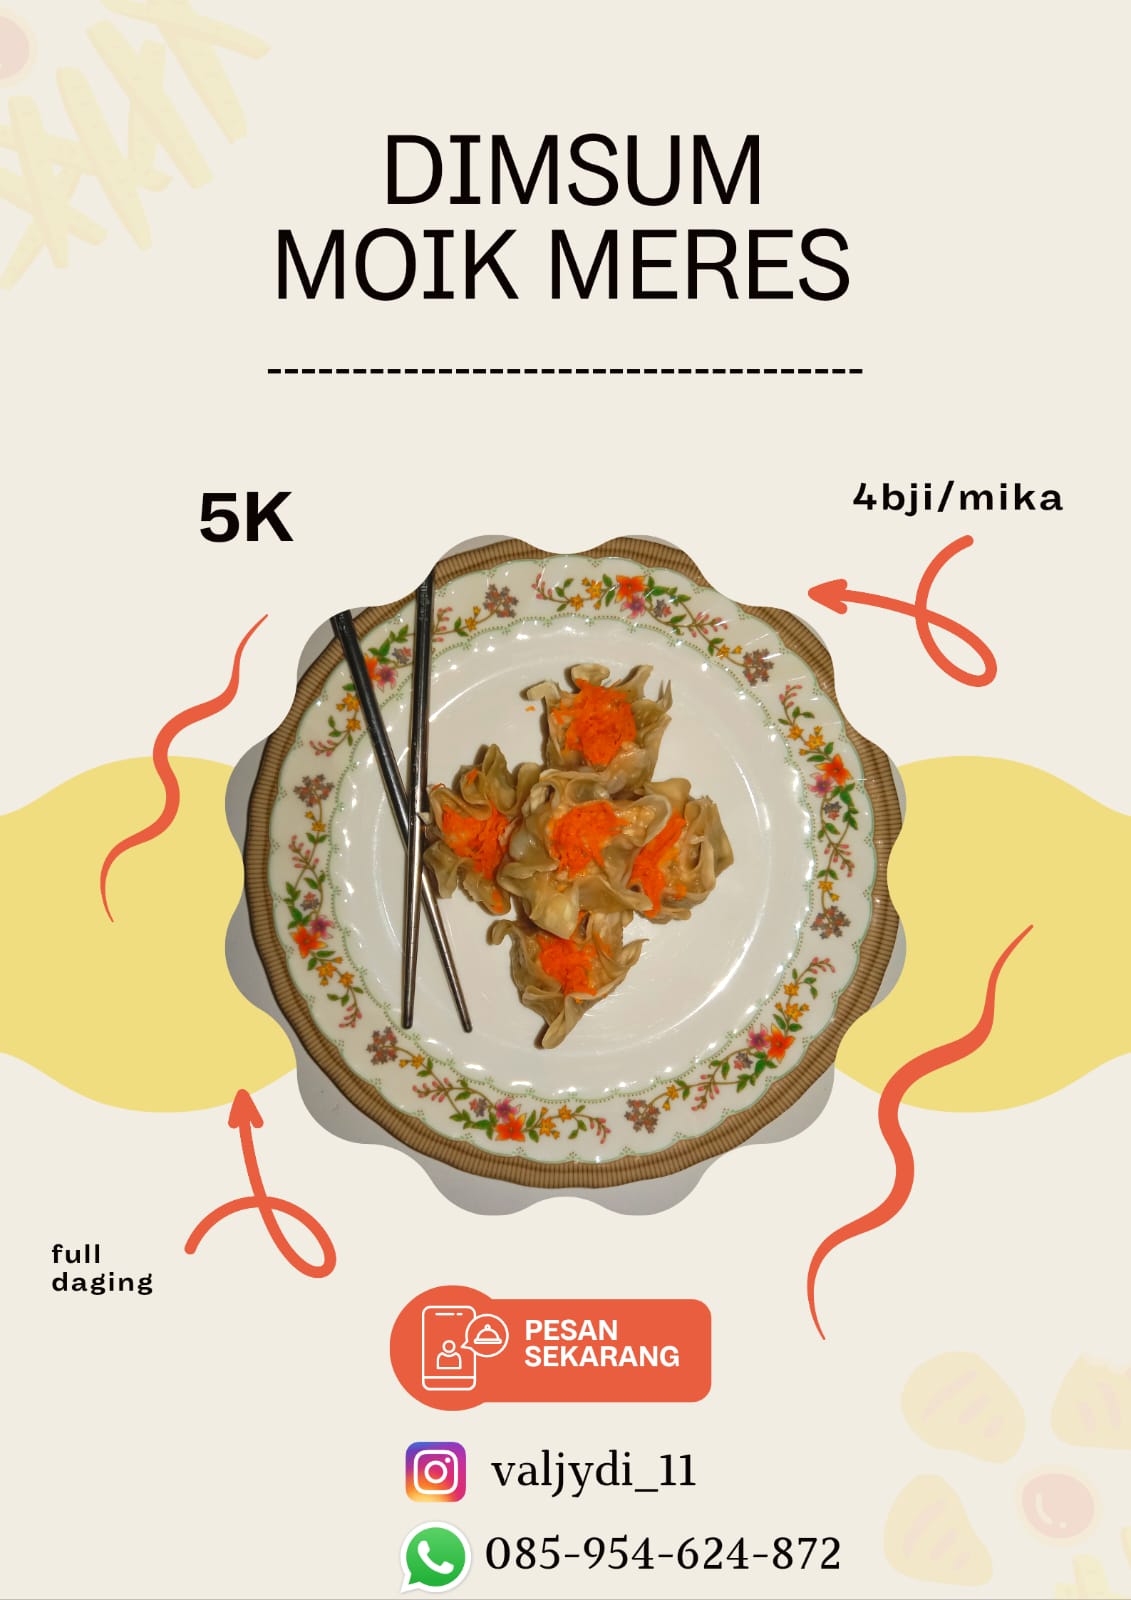 DIMSUM
MOIK MERES
----------------------------------
5K
4bji/mika
full
daging
PESAN
SEKARANG
valjydi_11
085-954-624-872